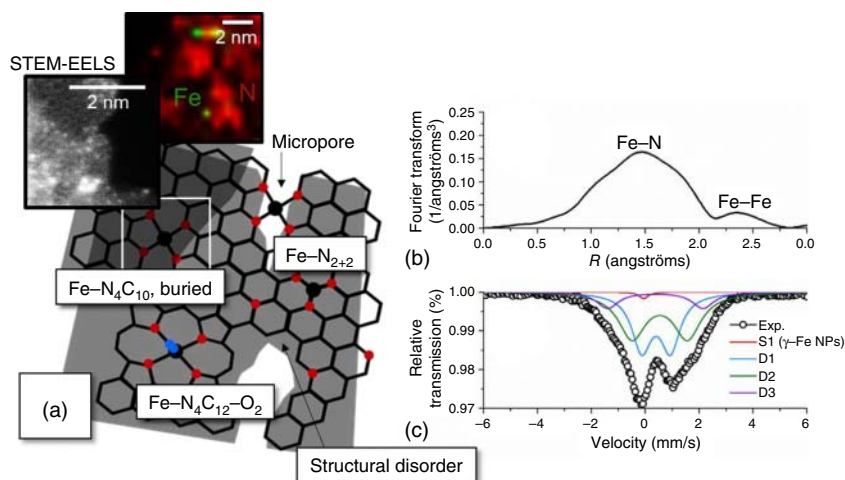 STEM-EELS
2 nm
2 nm
Fe
N
Micropore
Fe–N2+2
Fe–N4C10, buried
Fe–N4C12–O2
(a)
Structural disorder
0.25
0.20
0.15
0.10
0.05
0.00
Fourier transform
(1/angströms³)
Fe–N
Fe–Fe
0.0 0.5 1.0 1.5 2.0 2.5 3.0 0.0
R (angströms)
(b)
1.00
0.99
0.985
0.98
0.97
Relative
transmission (%)
Exp.
S1 (γ–Fe NPs)
D1
D2
D3
−6 −4 −2 0 2 4 6
Velocity (mm/s)
(c)